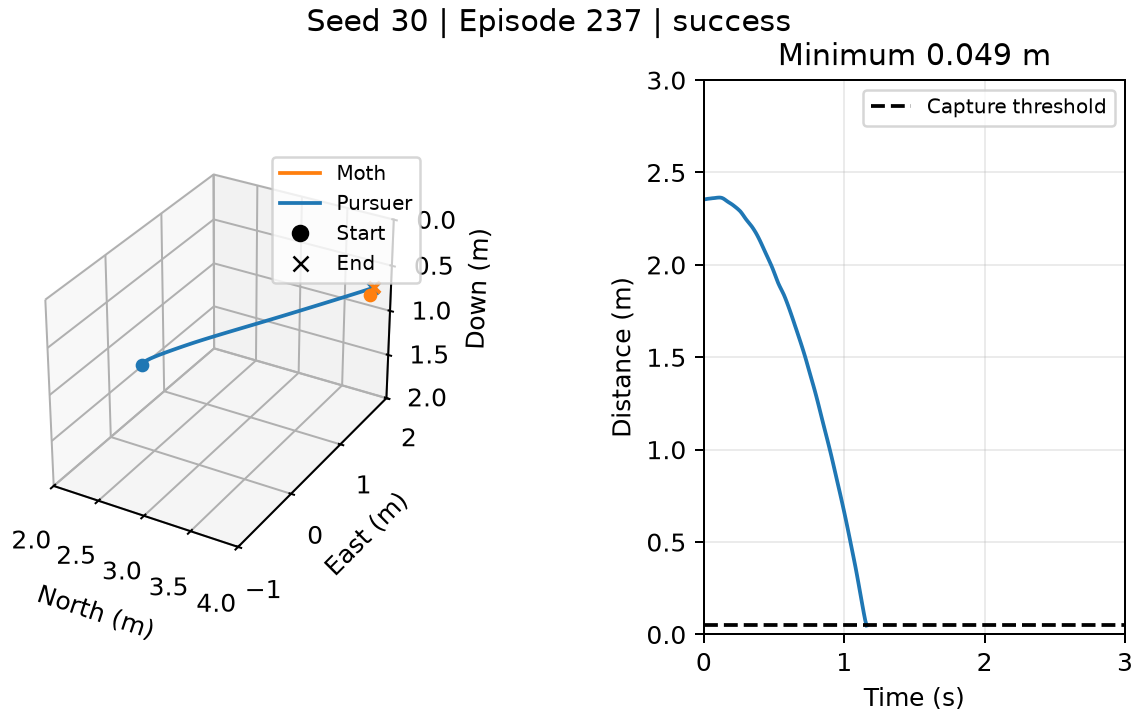 Seed 30 | Episode 237 | success
Moth
Pursuer
Start
End
0.0
0.5
1.0
1.5
2.0
Down (m)
2
1
0
−1
East (m)
2.0
2.5
3.0
3.5
4.0
North (m)
Minimum 0.049 m
Capture threshold
3.0
2.5
2.0
1.5
1.0
0.5
0.0
Distance (m)
0 1 2 3
Time (s)